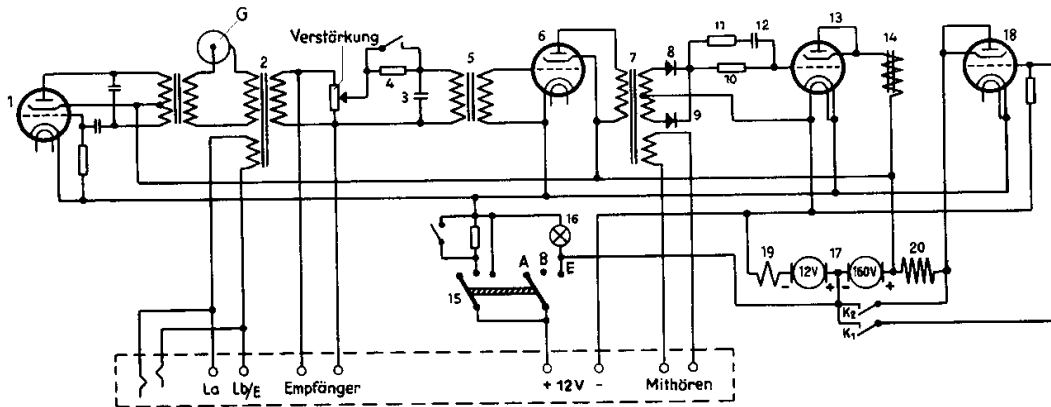 G
Verstärkung
1
2
4
3
5
6
7
8
9
11
12
10
13
14
18
16
A B E
15
19
17
20
12V
160V
- + - +
K₂
K₁
La Lb/E Empfänger + 12V - Mithören